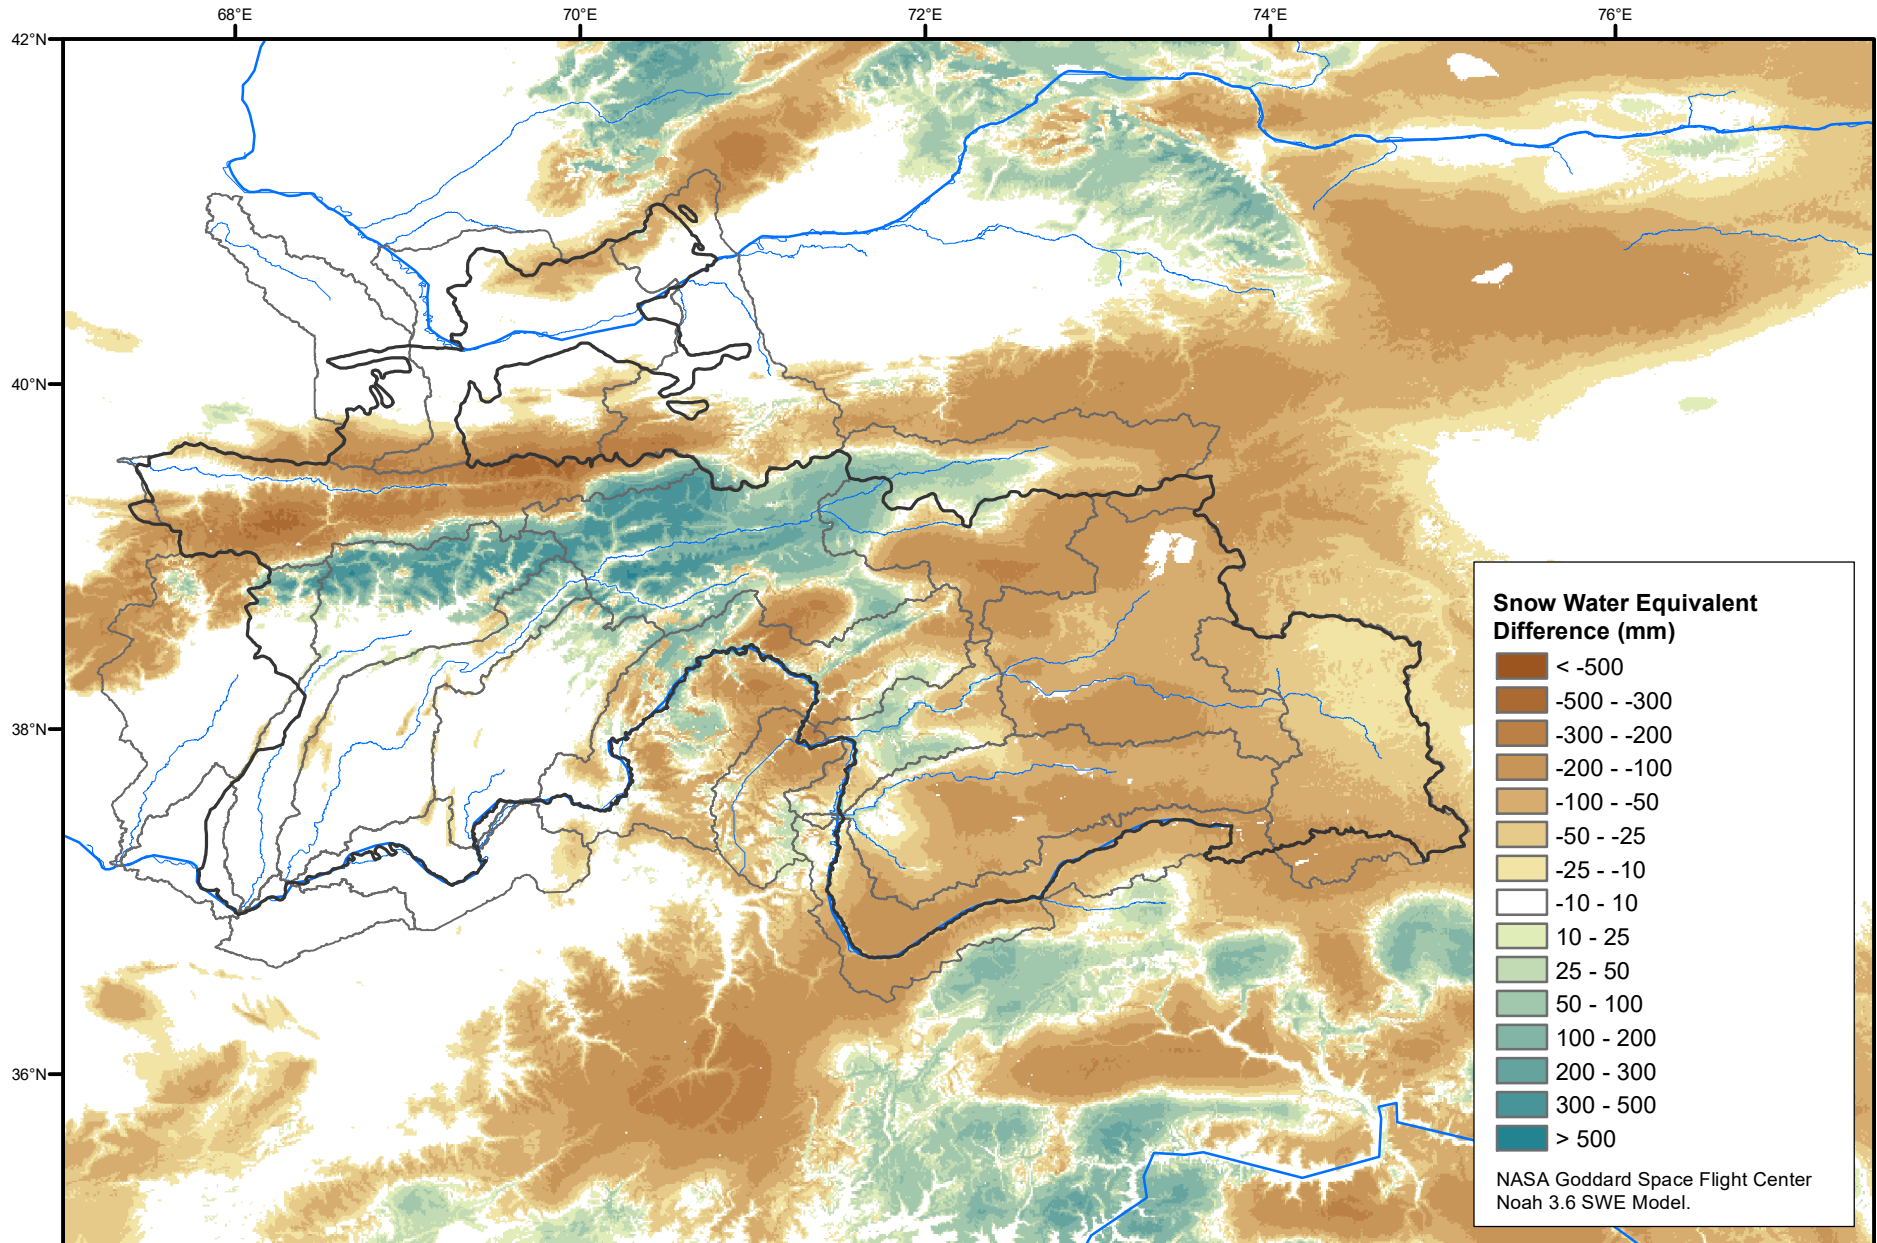 68°E 70°E 72°E 74°E 76°E
42°N
40°N
38°N
36°N
Snow Water Equivalent
Difference (mm)
< -500
-500 - -300
-300 - -200
-200 - -100
-100 - -50
-50 - -25
-25 - -10
-10 - 10
10 - 25
25 - 50
50 - 100
100 - 200
200 - 300
300 - 500
> 500
NASA Goddard Space Flight Center
Noah 3.6 SWE Model.